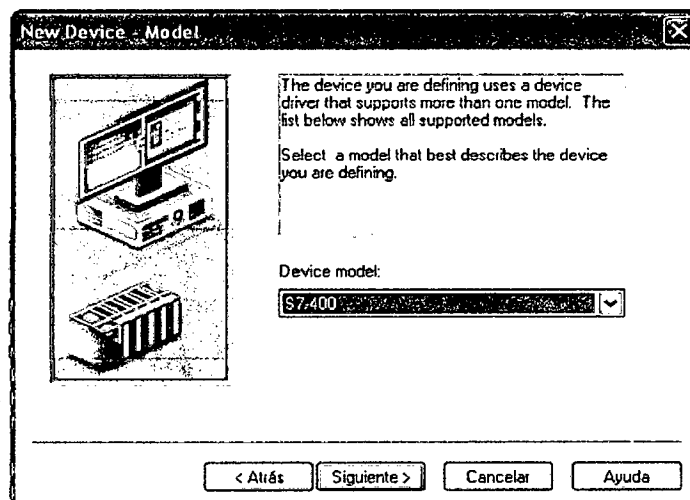 New Device - Model
The device you are defining uses a device
driver that supports more than one model. The
list below shows all supported models.
Select a model that best describes the device
you are defining.
Device model:
S7-400
< Atrás
Siguiente >
Cancelar
Ayuda